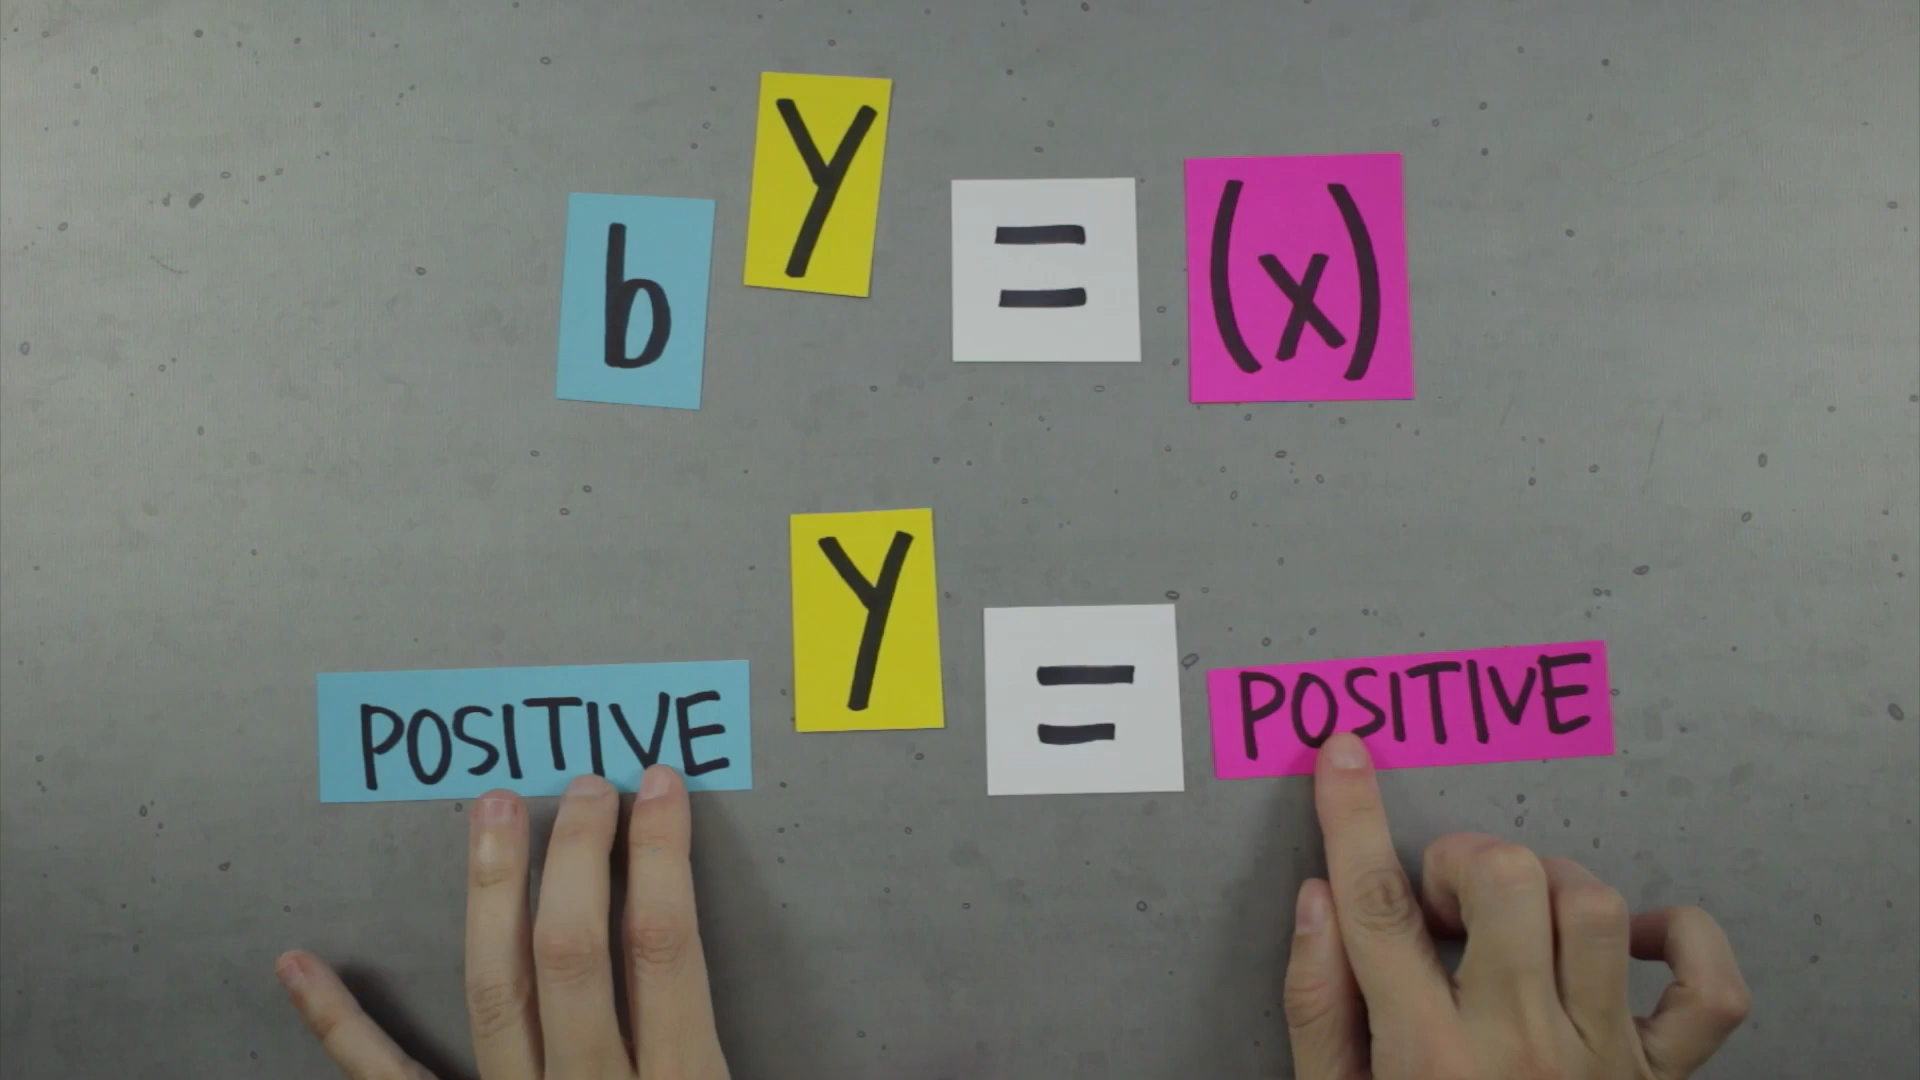 b y = (x)
POSITIVE y = POSITIVE